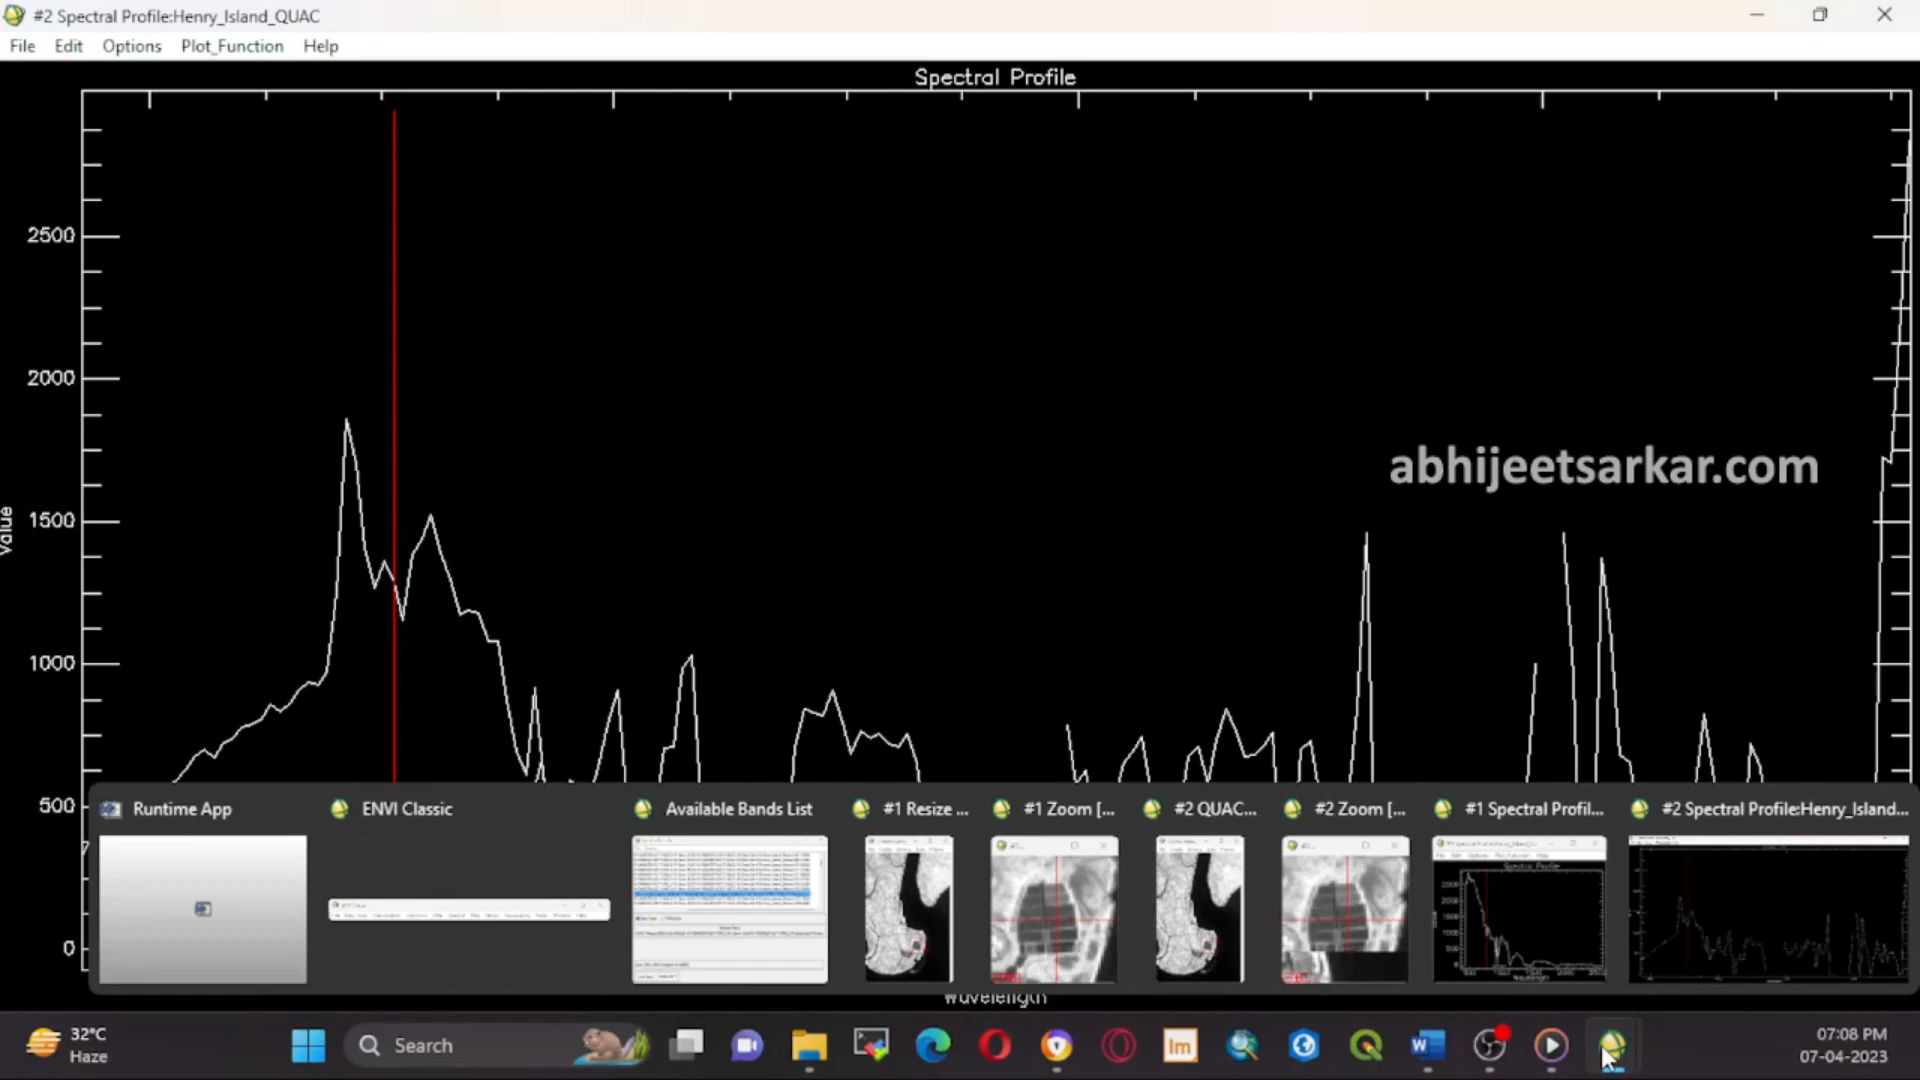 #2 Spectral Profile:Henry_Island_QUAC
File Edit Options Plot_Function Help
Spectral Profile
2500
2000
abhijeetsarkar.com
1500
Value
1000
500
Runtime App
ENVI Classic
Available Bands List
#1 Resize ...
#1 Zoom [...
#2 QUAC...
#2 Zoom [...
#1 Spectral Profil...
#2 Spectral Profile:Henry_Island...
0
Wavelength
32°C
Haze
Search
Im
W
07:08 PM
07-04-2023